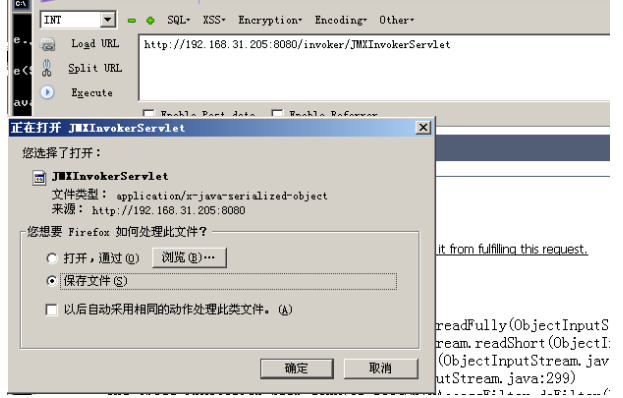 INT
SQL▾ XSS▾ Encryption▾ Encoding▾ Other▾
Load URL
http://192.168.31.205:8080/invoker/JMXInvokerServlet
Split URL
Execute
Enable Post data Enable Referrer
正在打开 JMXInvokerServlet
您选择了打开：
JMXInvokerServlet
文件类型： application/x-java-serialized-object
来源： http://192.168.31.205:8080
您想要 Firefox 如何处理此文件?
打开，通过(O) 浏览(B)…
保存文件(S)
以后自动采用相同的动作处理此类文件。(A)
确定 取消
it from fulfilling this request.
readFully(ObjectInputS
ream.readShort(ObjectI
(ObjectInputStream.jav
utStream.java:299)